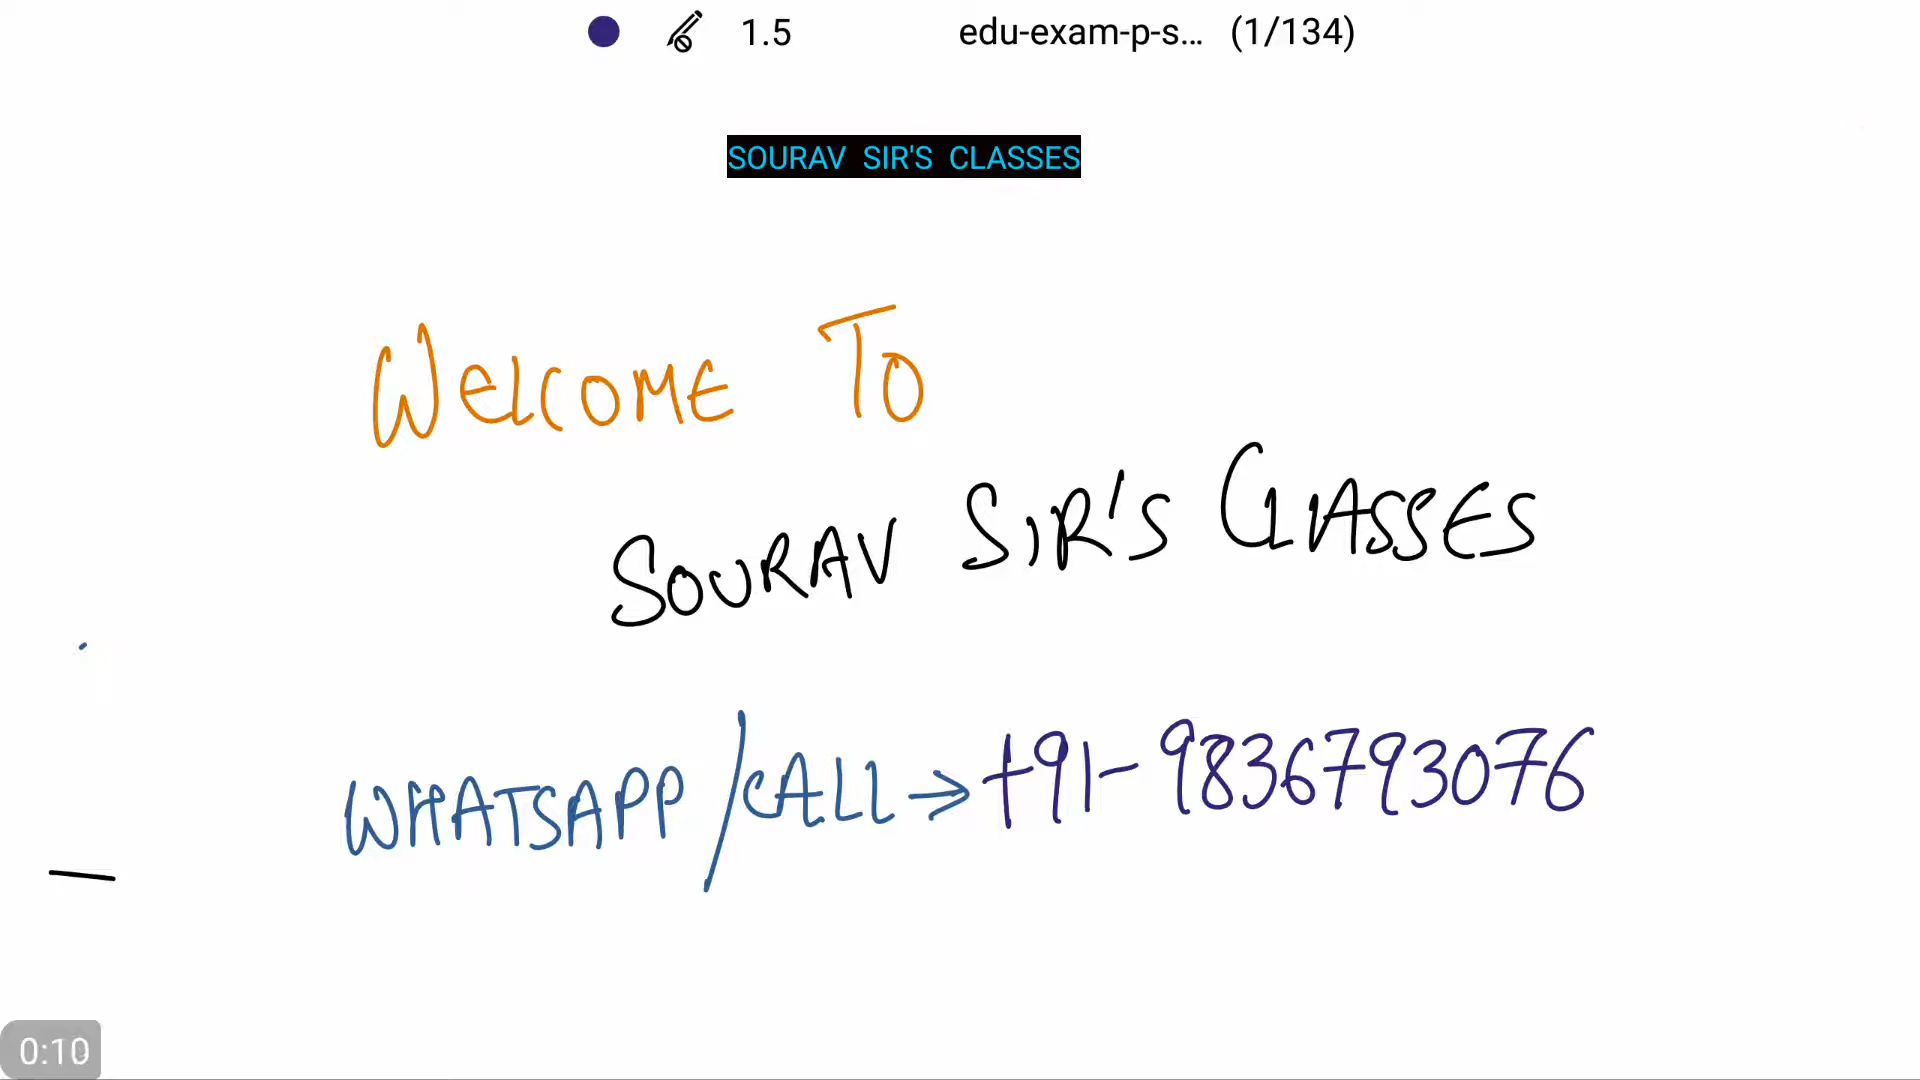 1.5 edu-exam-p-s... (1/134)
SOURAV SIR'S CLASSES
WELCOME TO
SOURAV SIR'S CLASSES
WHATSAPP/CALL → +91-9836793076
0:10